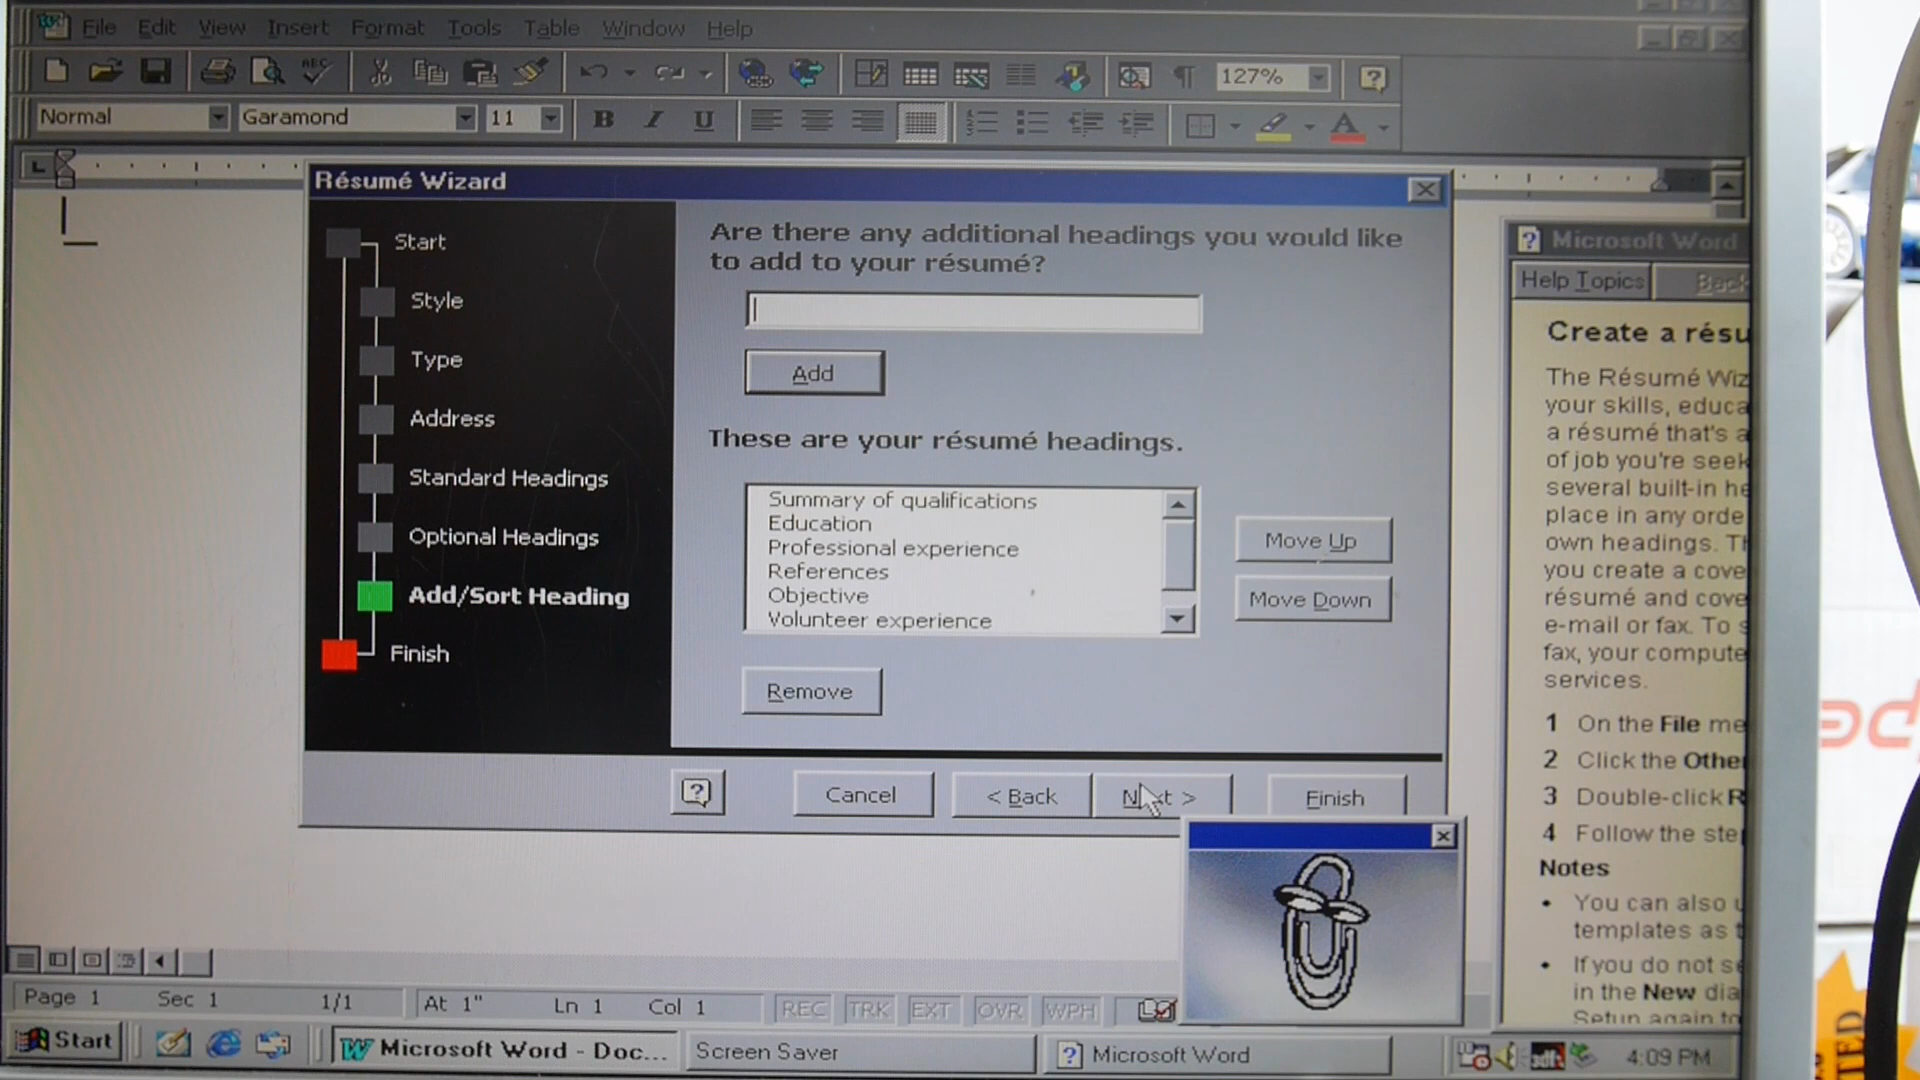 File Edit View Insert Format Tools Table Window Help
ABC
127%
Normal Garamond 11 B I U A
Résumé Wizard
Start
Style
Type
Address
Standard Headings
Optional Headings
Add/Sort Heading
Finish
Are there any additional headings you would like
to add to your résumé?
Add
These are your résumé headings.
Summary of qualifications
Education
Professional experience
References
Objective
Volunteer experience
Move Up
Move Down
Remove
Cancel < Back Next > Finish
Microsoft Word
Help Topics Back
Create a résu
The Résumé Wiz
your skills, educa
a résumé that's a
of job you're seek
several built-in he
place in any orde
own headings. Th
you create a cove
résumé and cove
e-mail or fax. To s
fax, your compute
services.
1 On the File me
2 Click the Other
3 Double-click R
4 Follow the step
Notes
• You can also u
templates as t
• If you do not se
in the New dia
Setup again to
Page 1 Sec 1 1/1 At 1" Ln 1 Col 1 REC TRK EXT OVR WPH
Start Microsoft Word - Doc... Screen Saver Microsoft Word 4:09 PM